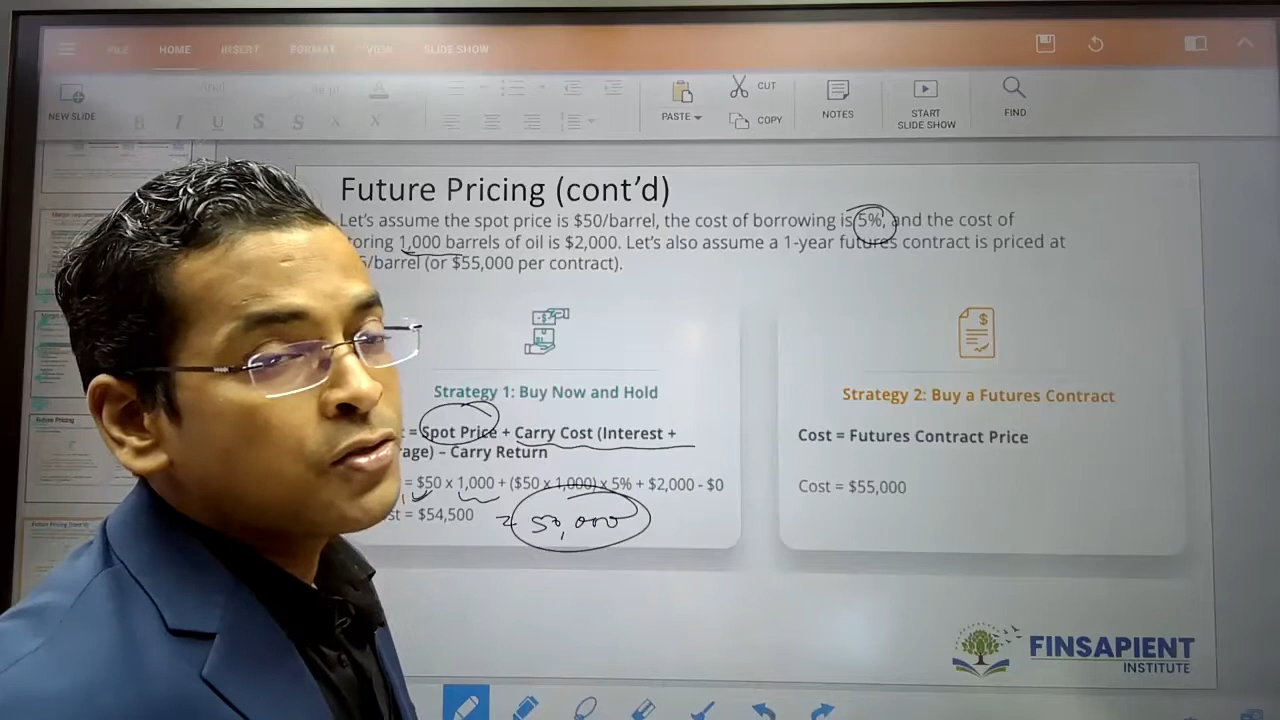 FILE HOME INSERT FORMAT VIEW SLIDE SHOW
NEW SLIDE
B I U S S X X
PASTE
CUT
COPY
NOTES
START
SLIDE SHOW
FIND
Future Pricing (cont'd)
Let's assume the spot price is $50/barrel, the cost of borrowing is 5%, and the cost of
toring 1,000 barrels of oil is $2,000. Let's also assume a 1-year futures contract is priced at
5/barrel (or $55,000 per contract).
Strategy 1: Buy Now and Hold
= Spot Price + Carry Cost (Interest +
rage) – Carry Return
= $50 x 1,000 + ($50 x 1,000) x 5% + $2,000 - $0
st = $54,500
= 50,000
$
Strategy 2: Buy a Futures Contract
Cost = Futures Contract Price
Cost = $55,000
Future Pricing
FINSAPIENT
INSTITUTE